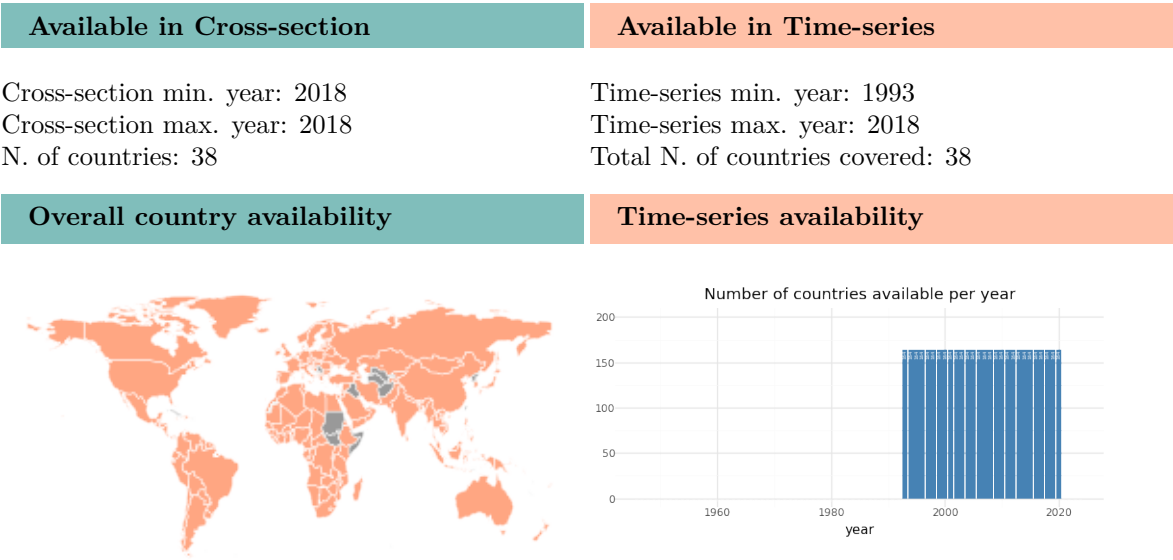 Available in Cross-section
Available in Time-series
Cross-section min. year: 2018
Cross-section max. year: 2018
N. of countries: 38
Time-series min. year: 1993
Time-series max. year: 2018
Total N. of countries covered: 38
Overall country availability
Time-series availability
Number of countries available per year
200
150
100
50
0
1960
1980
2000
2020
year